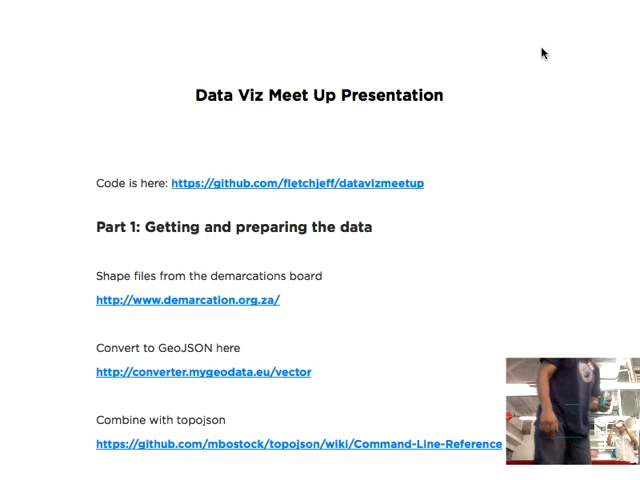 Data Viz Meet Up Presentation
Code is here: https://github.com/fletchjeff/datavizmeetup
Part 1: Getting and preparing the data
Shape files from the demarcations board
http://www.demarcation.org.za/
Convert to GeoJSON here
http://converter.mygeodata.eu/vector
Combine with topojson
https://github.com/mbostock/topojson/wiki/Command-Line-Reference